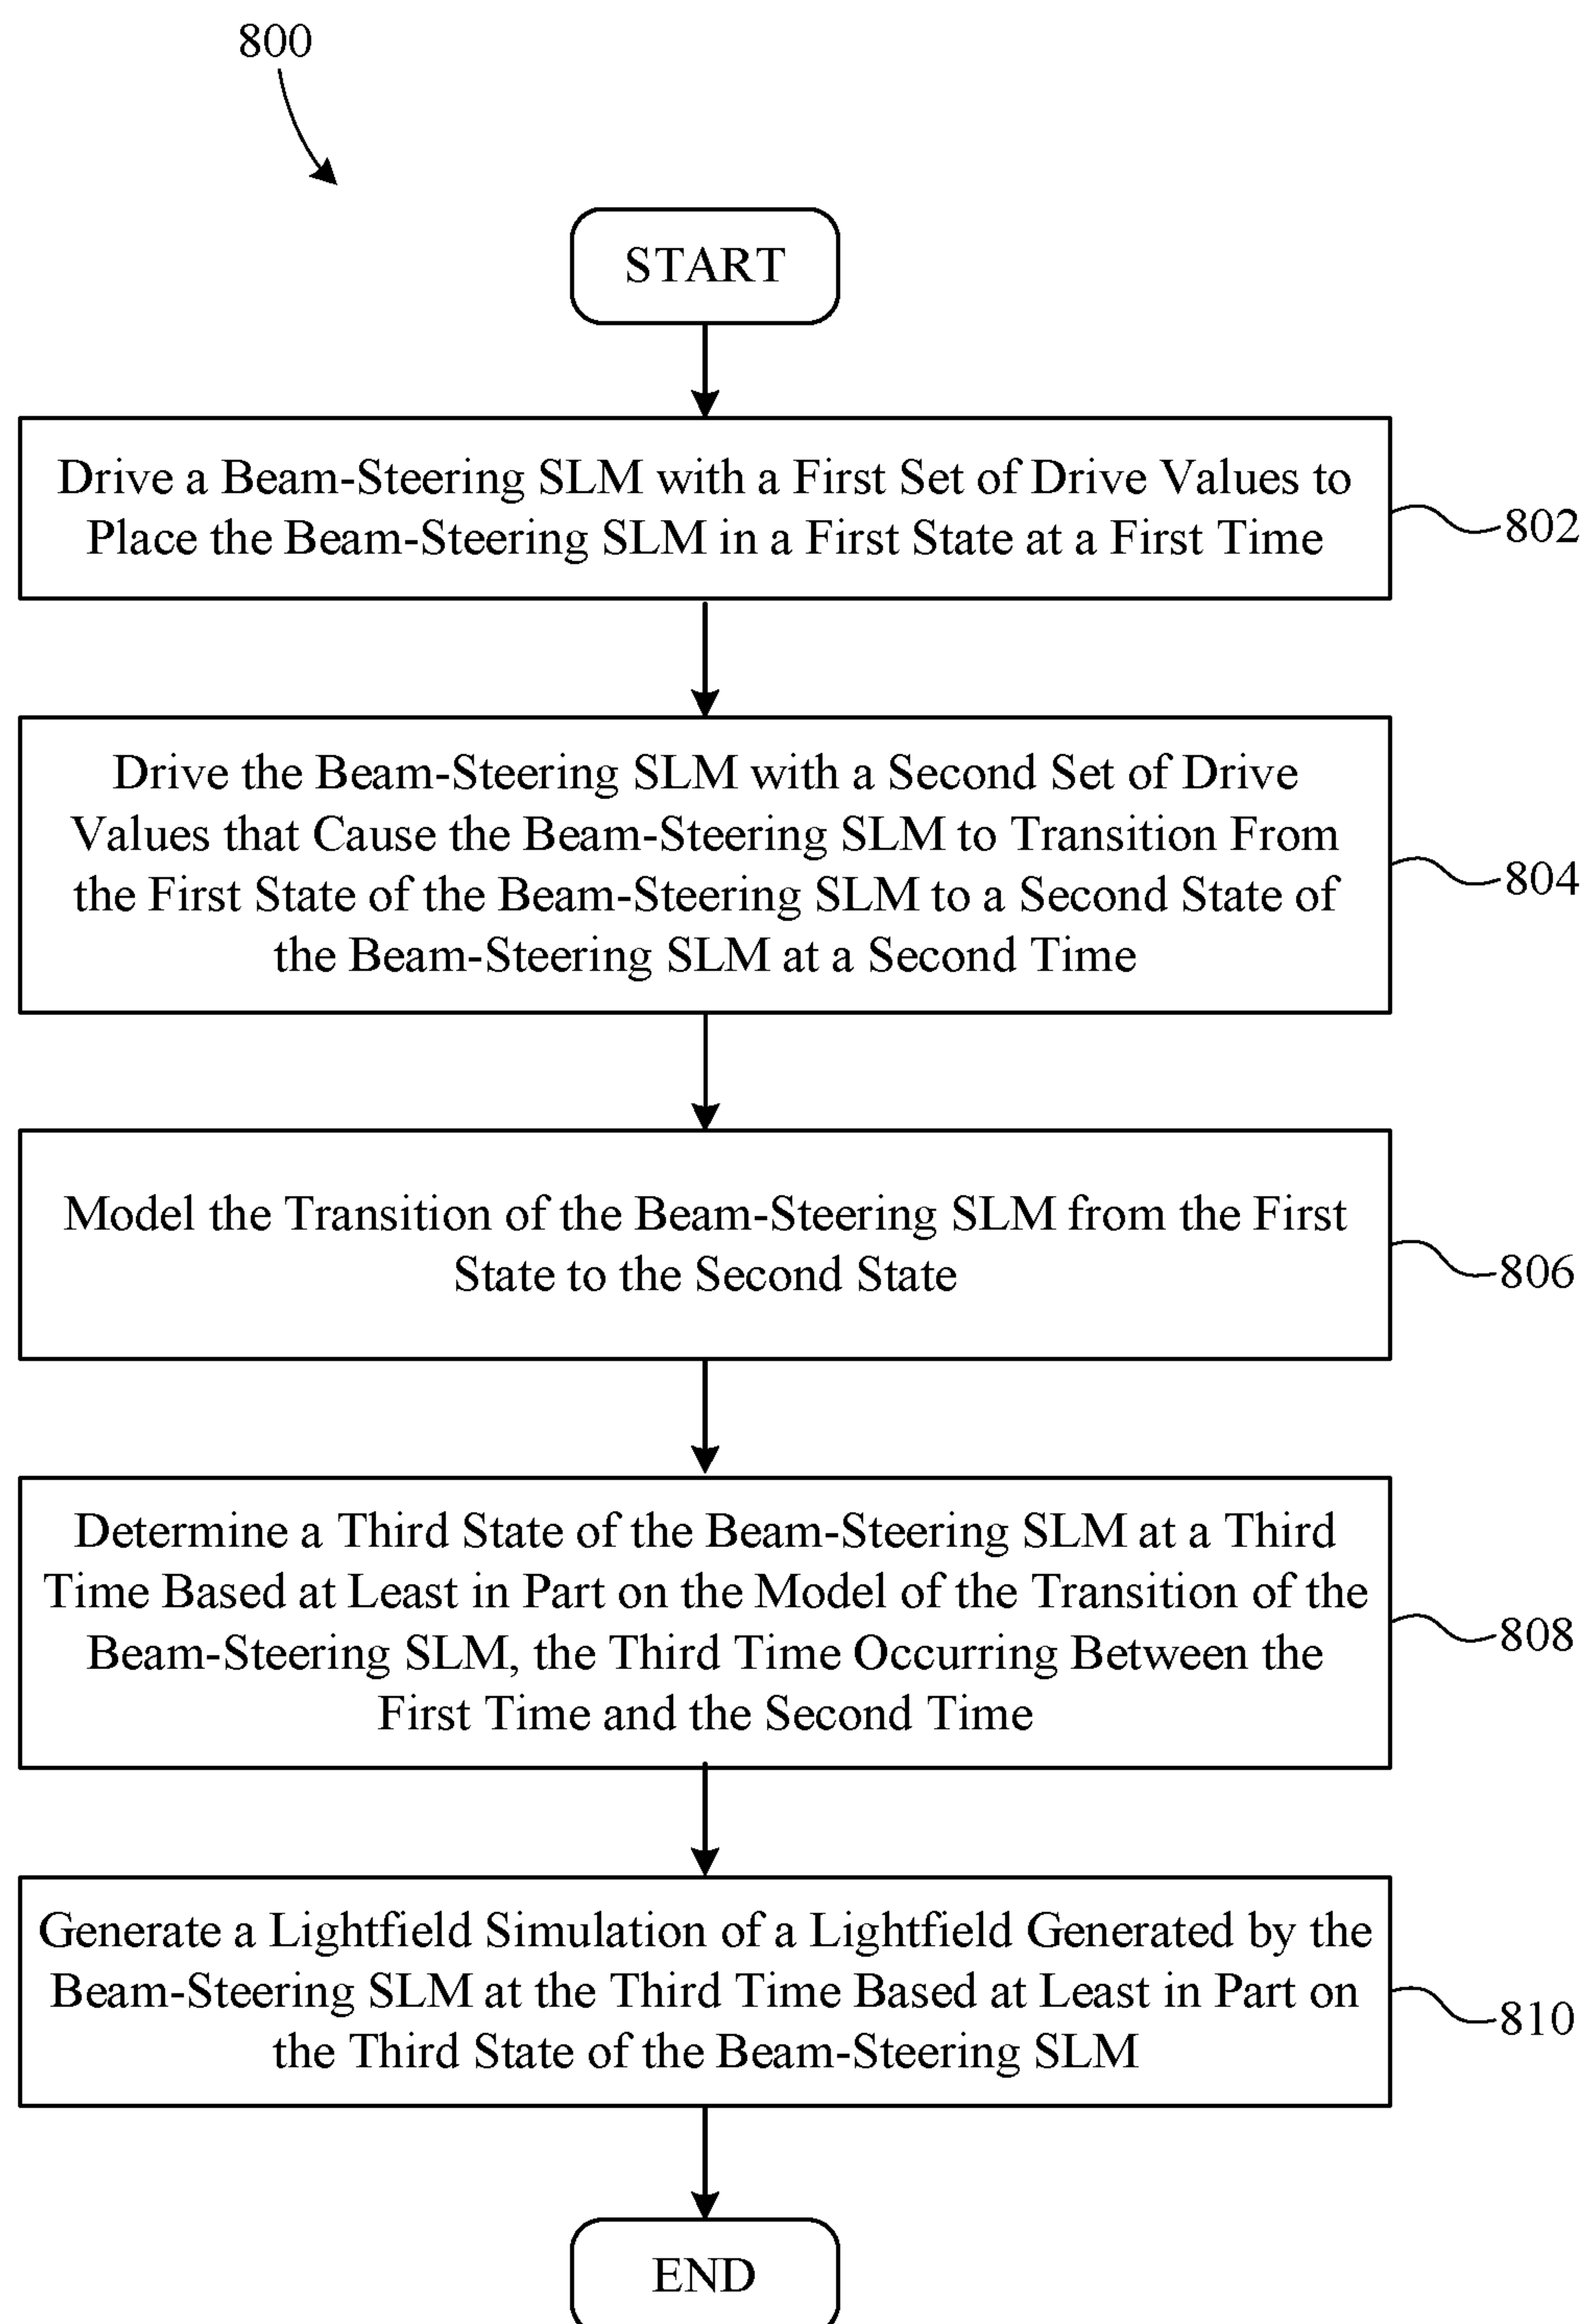 800
START
Drive a Beam-Steering SLM with a First Set of Drive Values to
Place the Beam-Steering SLM in a First State at a First Time
802
Drive the Beam-Steering SLM with a Second Set of Drive
Values that Cause the Beam-Steering SLM to Transition From
the First State of the Beam-Steering SLM to a Second State of
the Beam-Steering SLM at a Second Time
804
Model the Transition of the Beam-Steering SLM from the First
State to the Second State
806
Determine a Third State of the Beam-Steering SLM at a Third
Time Based at Least in Part on the Model of the Transition of the
Beam-Steering SLM, the Third Time Occurring Between the
First Time and the Second Time
808
Generate a Lightfield Simulation of a Lightfield Generated by the
Beam-Steering SLM at the Third Time Based at Least in Part on
the Third State of the Beam-Steering SLM
810
END